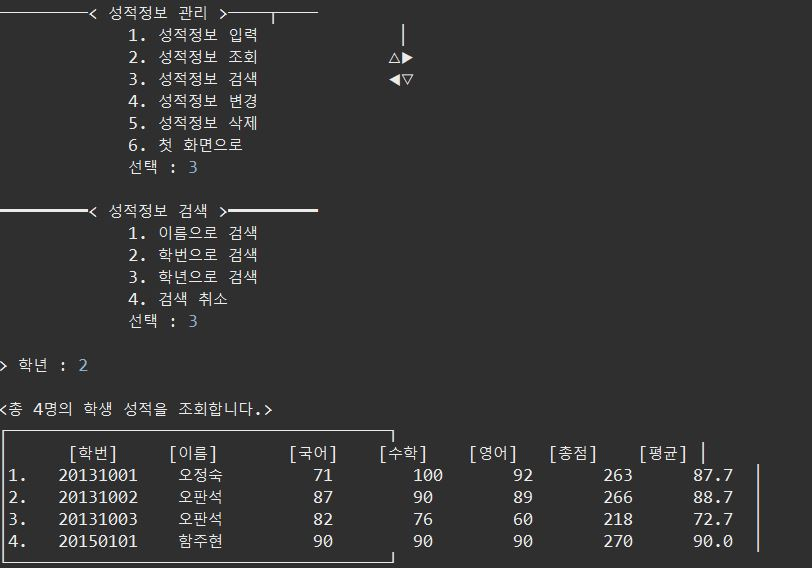 < 성적정보 관리 >
1. 성적정보 입력
2. 성적정보 조회 △▶
3. 성적정보 검색 ◀▽
4. 성적정보 변경
5. 성적정보 삭제
6. 첫 화면으로
선택 : 3
< 성적정보 검색 >
1. 이름으로 검색
2. 학번으로 검색
3. 학년으로 검색
4. 검색 취소
선택 : 3
> 학년 : 2
<총 4명의 학생 성적을 조회합니다.>
[학번] [이름] [국어] [수학] [영어] [총점] [평균]
1. 20131001 오정숙 71 100 92 263 87.7
2. 20131002 오판석 87 90 89 266 88.7
3. 20131003 오판석 82 76 60 218 72.7
4. 20150101 함주현 90 90 90 270 90.0